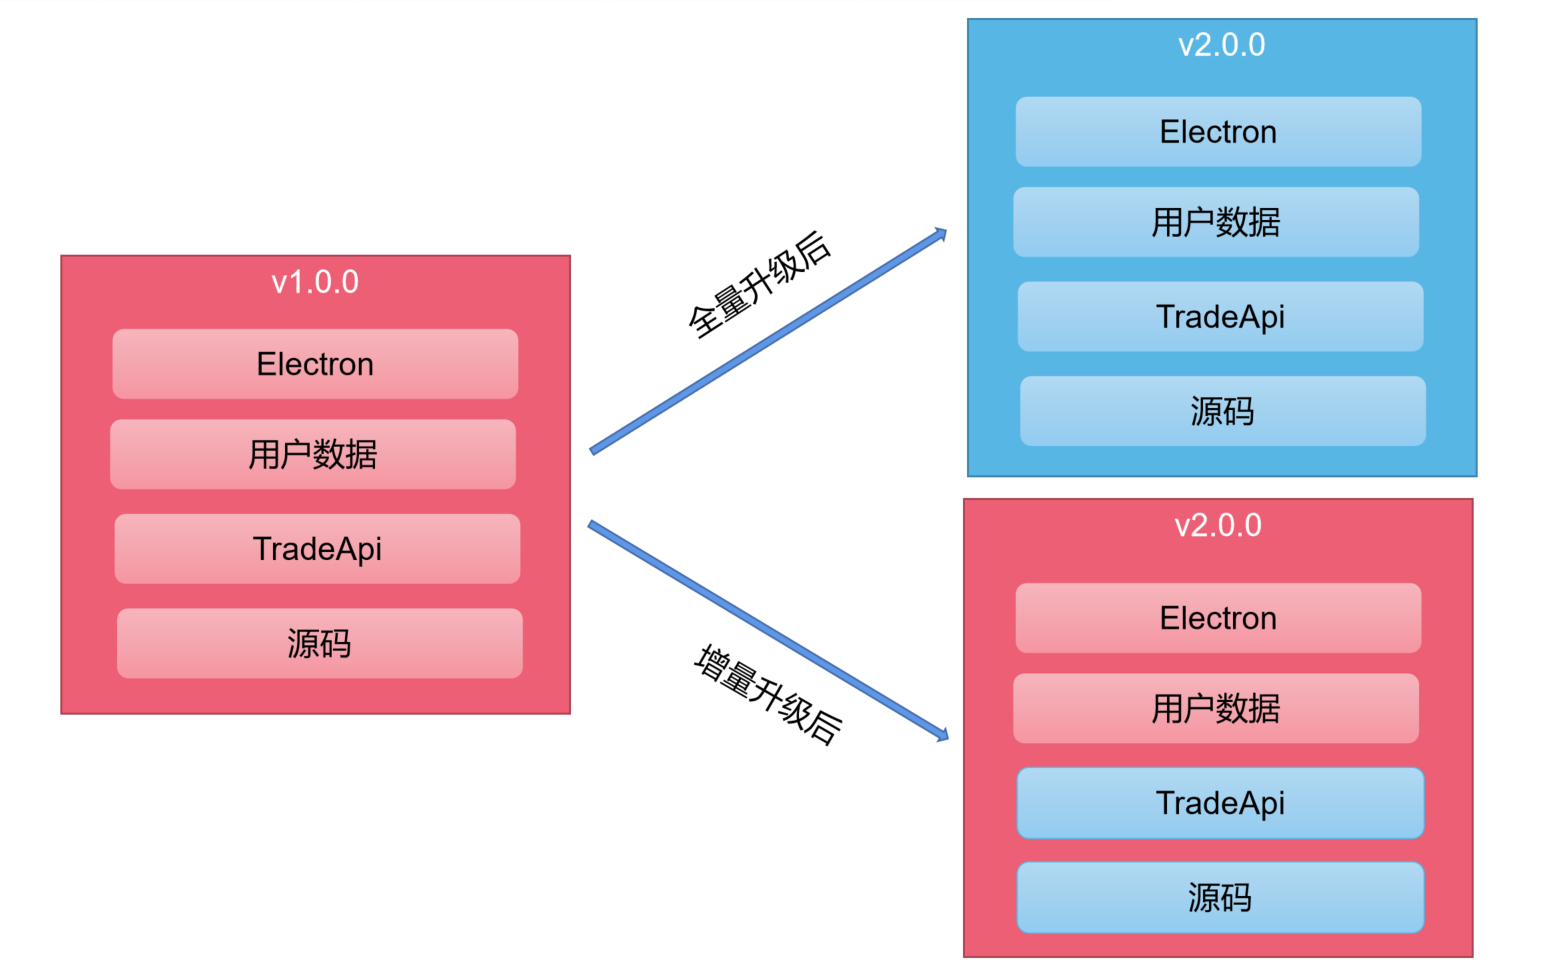 v1.0.0
Electron
用户数据
TradeApi
源码
全量升级后
增量升级后
v2.0.0
Electron
用户数据
TradeApi
源码
v2.0.0
Electron
用户数据
TradeApi
源码